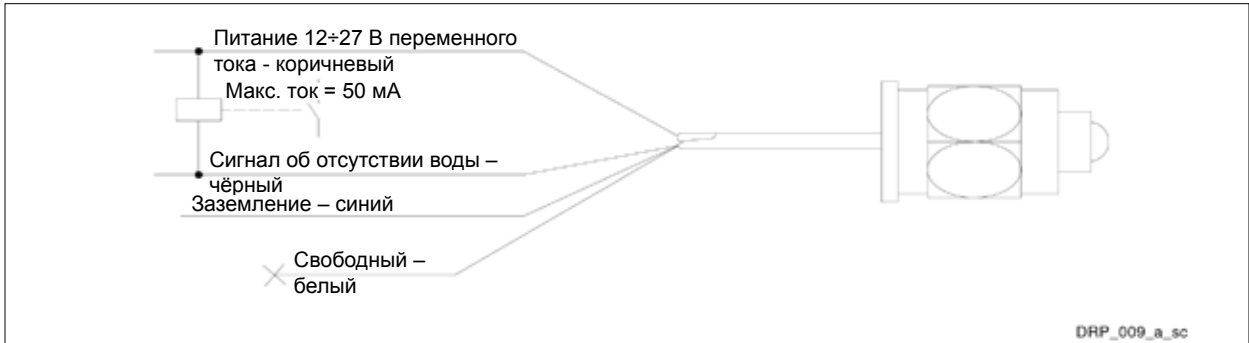 Питание 12÷27 В переменного
тока - коричневый
Макс. ток = 50 мА
Сигнал об отсутствии воды –
чёрный
Заземление – синий
Свободный –
белый
DRP_009_a_sc